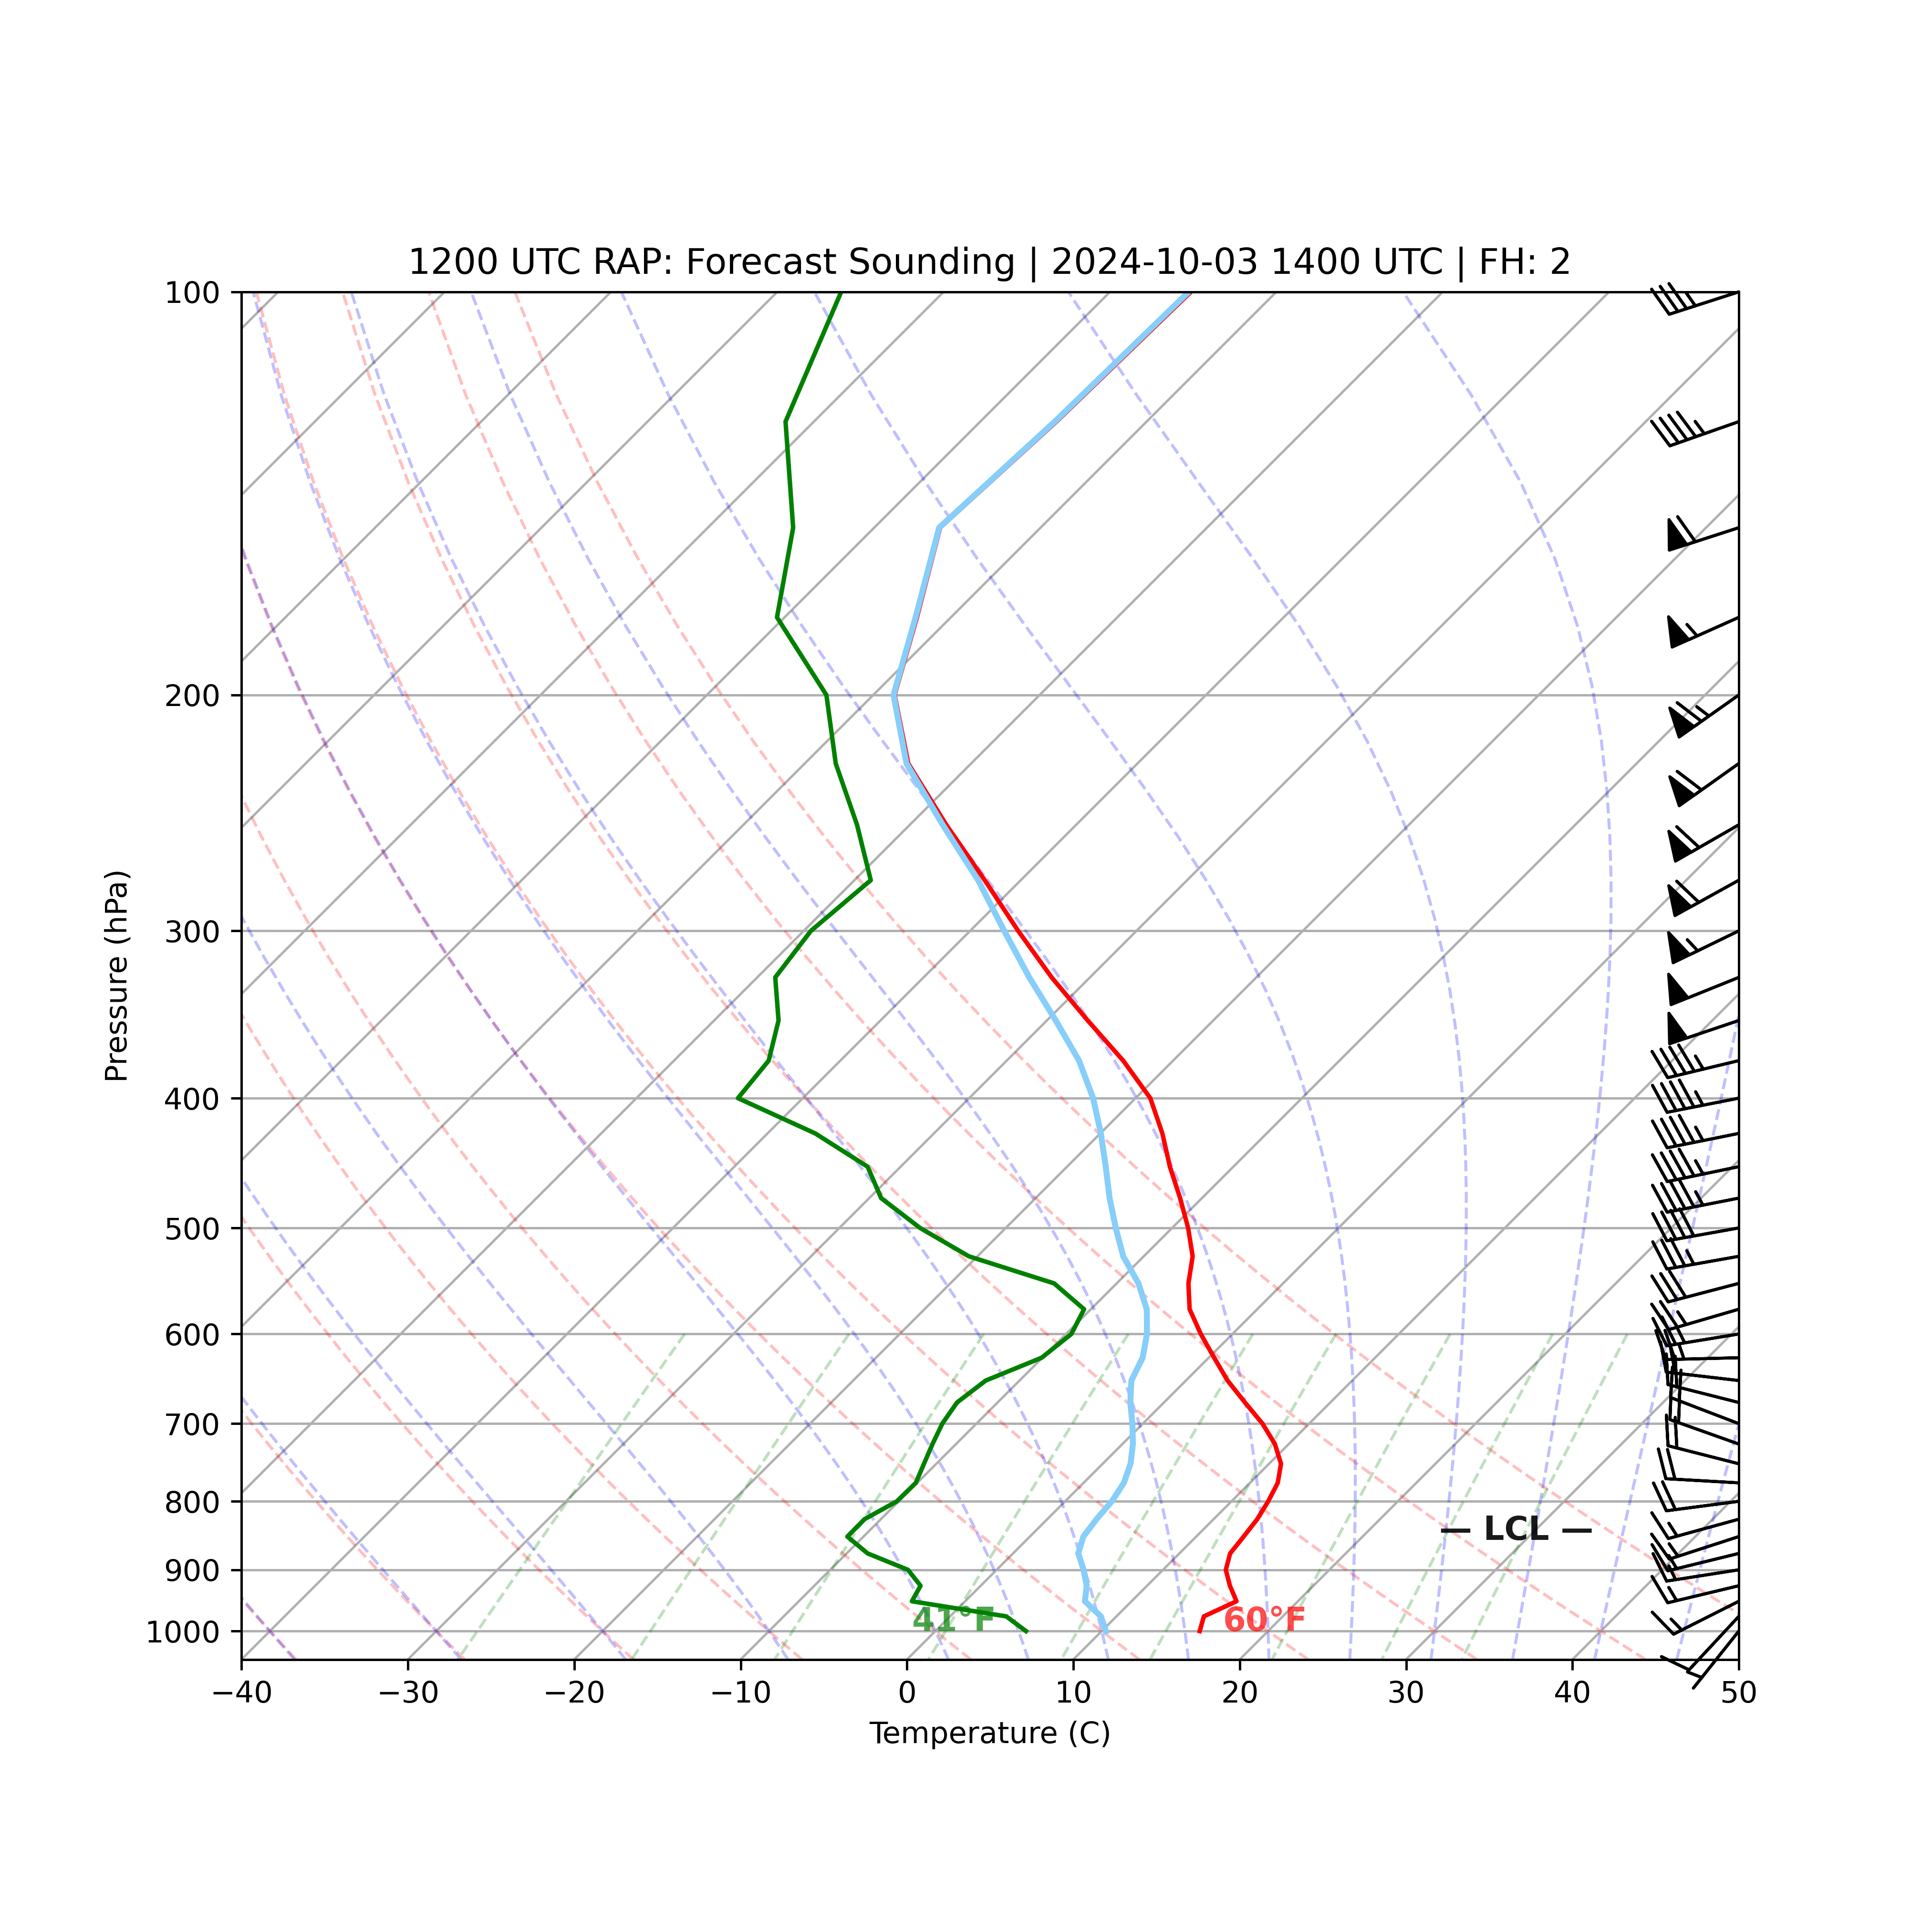 1200 UTC RAP: Forecast Sounding | 2024-10-03 1400 UTC | FH: 2
100
200
300
400
500
600
700
800
900
1000
Pressure (hPa)
— LCL —
41°F
60°F
−40 −30 −20 −10 0 10 20 30 40 50
Temperature (C)